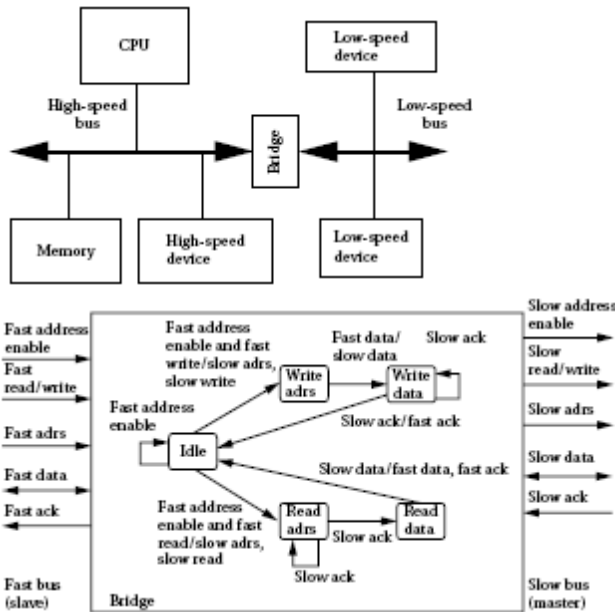 CPU
Low-speed
device
High-speed
bus
Low-speed
bus
Bridge
Memory
High-speed
device
Low-speed
device
Fast address
enable
Fast
read/write
Fast adrs
Fast data
Fast ack
Fast bus
(slave)
Fast address
enable and fast
write/slow adrs,
slow write
Fast data/
slow data
Slow ack
Write
adrs
Write
data
Fast address
enable
Idle
Slow ack/fast ack
Slow data/fast data, fast ack
Fast address
enable and fast
read/slow adrs,
slow read
Read
adrs
Slow ack
Read
data
Slow ack
Bridge
Slow address
enable
Slow
read/write
Slow adrs
Slow data
Slow ack
Slow bus
(master)